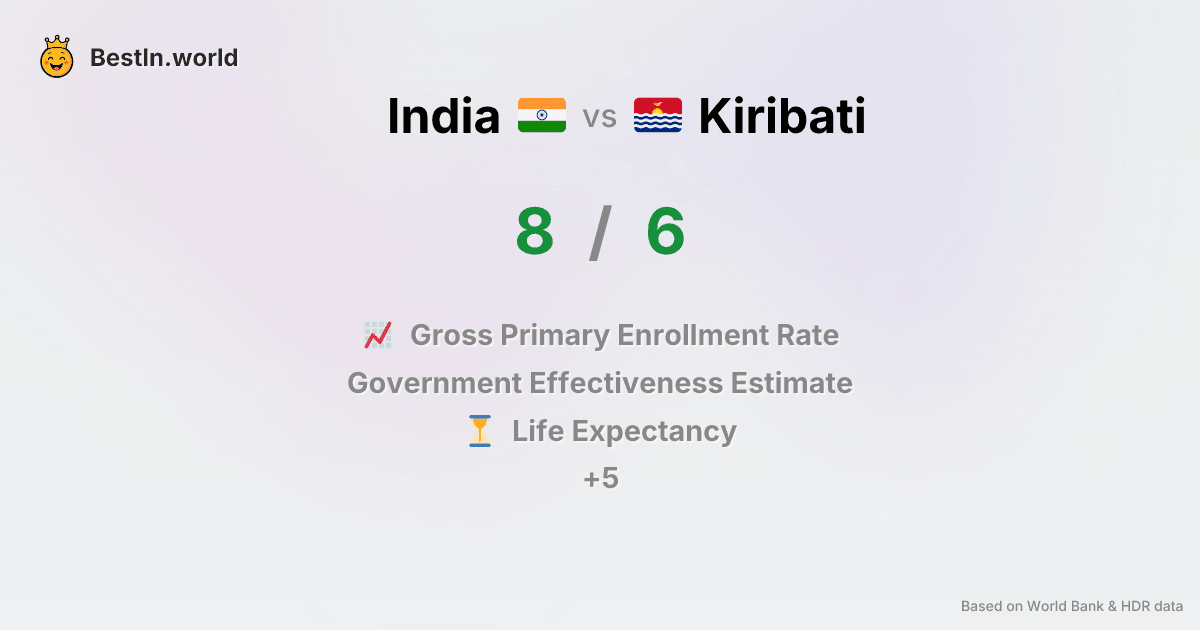 BestIn.world
India vs Kiribati
8 / 6
Gross Primary Enrollment Rate
Government Effectiveness Estimate
Life Expectancy
+5
Based on World Bank & HDR data